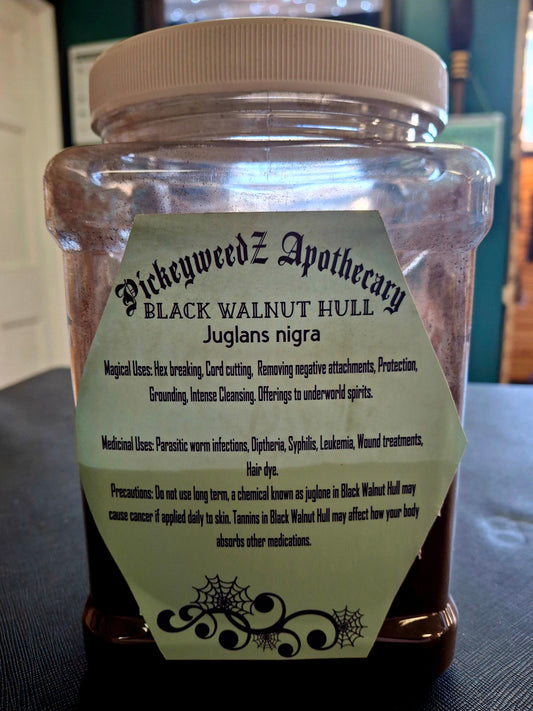 PickeyweedZ Apothecary
BLACK WALNUT HULL
Juglans nigra
Magical Uses: Hex breaking, Cord cutting, Removing negative attachments, Protection,
Grounding, Intense Cleansing. Offerings to underworld spirits.
Medicinal Uses: Parasitic worm infections, Diptheria, Syphilis, Leukemia, Wound treatments,
Hair dye.
Precautions: Do not use long term, a chemical known as juglone in Black Walnut Hull may
cause cancer if applied daily to skin. Tannins in Black Walnut Hull may affect how your body
absorbs other medications.